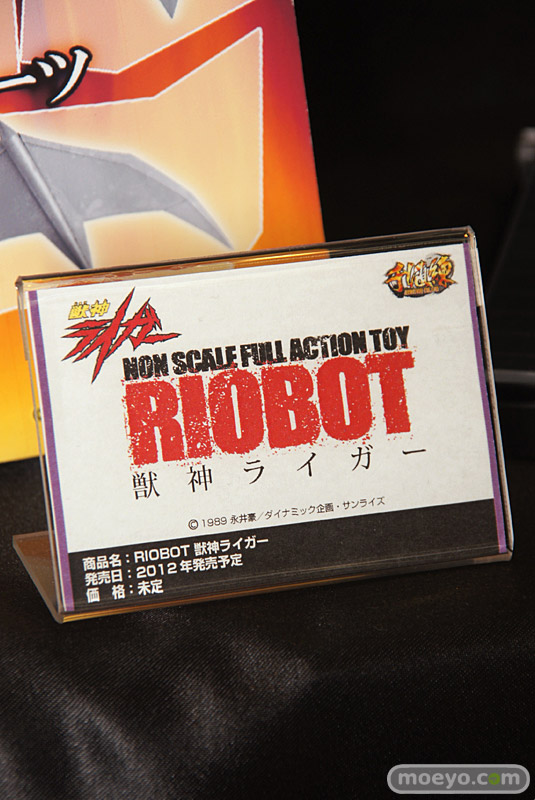 ーツ
獣神
ライガー
NON SCALE FULL ACTION TOY
RIOBOT
獣神ライガー
© 1989 永井豪／ダイナミック企画・サンライズ
商品名：RIOBOT 獣神ライガー
発売日：2012年発売予定
価　格：未定
moeyo.com